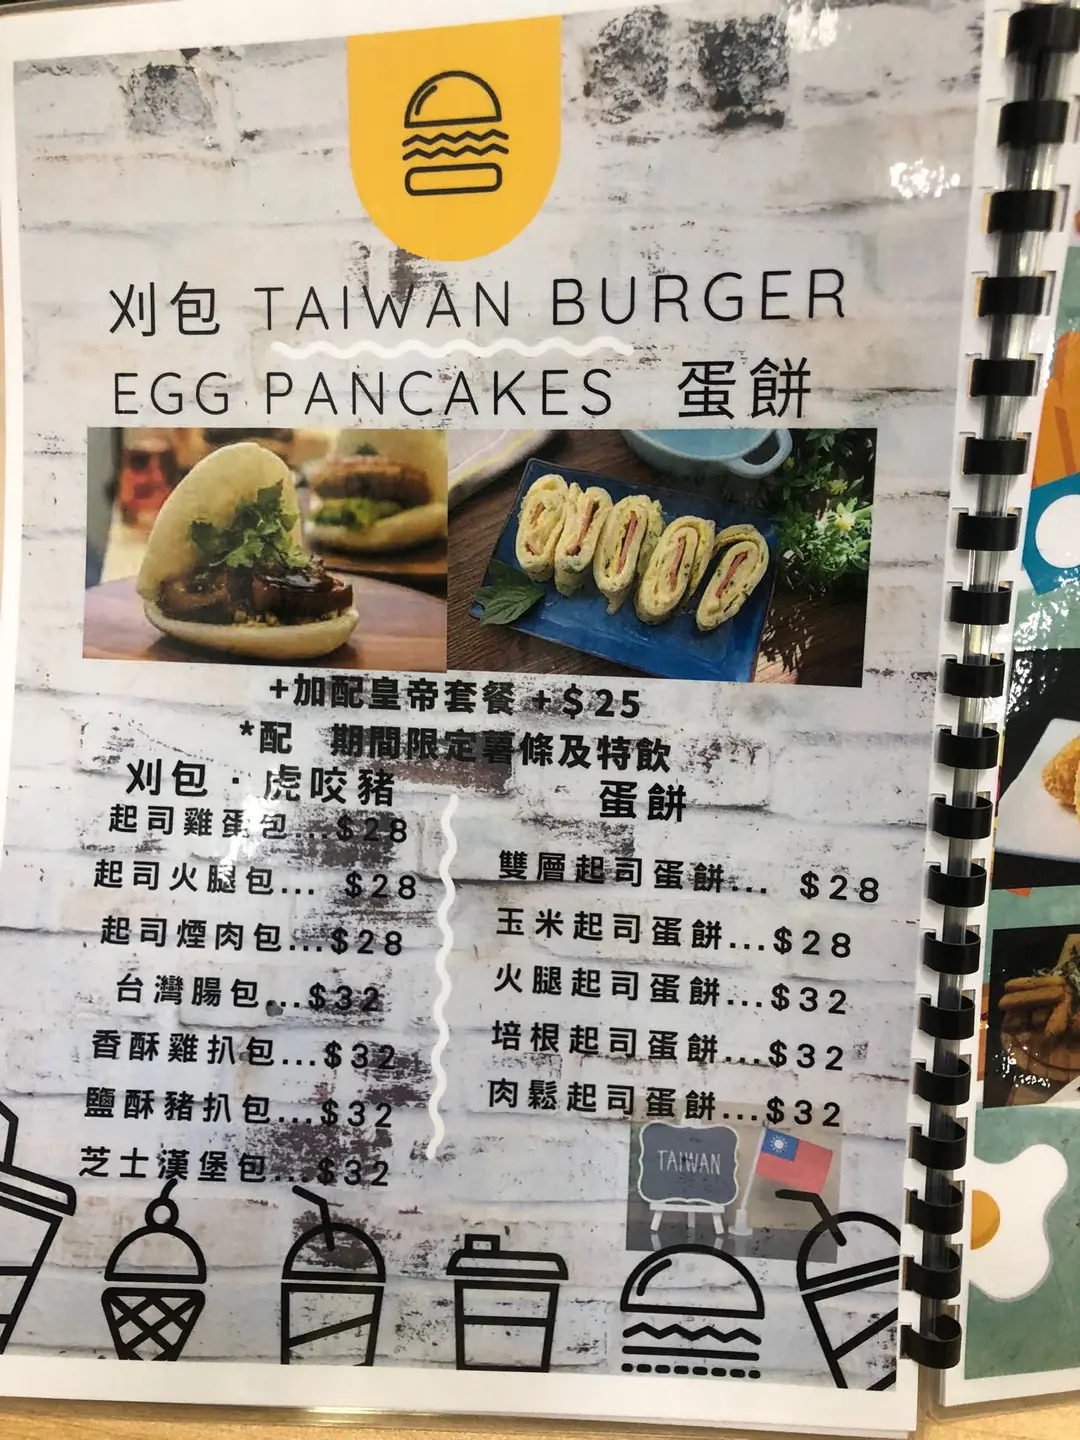 刈包 TAIWAN BURGER
EGG PANCAKES 蛋餅
+加配皇帝套餐 +$25
*配 期間限定薯條及特飲
刈包·虎咬豬
起司雞蛋包...$28
起司火腿包... $28
起司煙肉包...$28
台灣腸包...$32
香酥雞扒包...$32
鹽酥豬扒包...$32
芝士漢堡包...$32
蛋餅
雙層起司蛋餅... $28
玉米起司蛋餅...$28
火腿起司蛋餅...$32
培根起司蛋餅...$32
肉鬆起司蛋餅...$32
TAIWAN